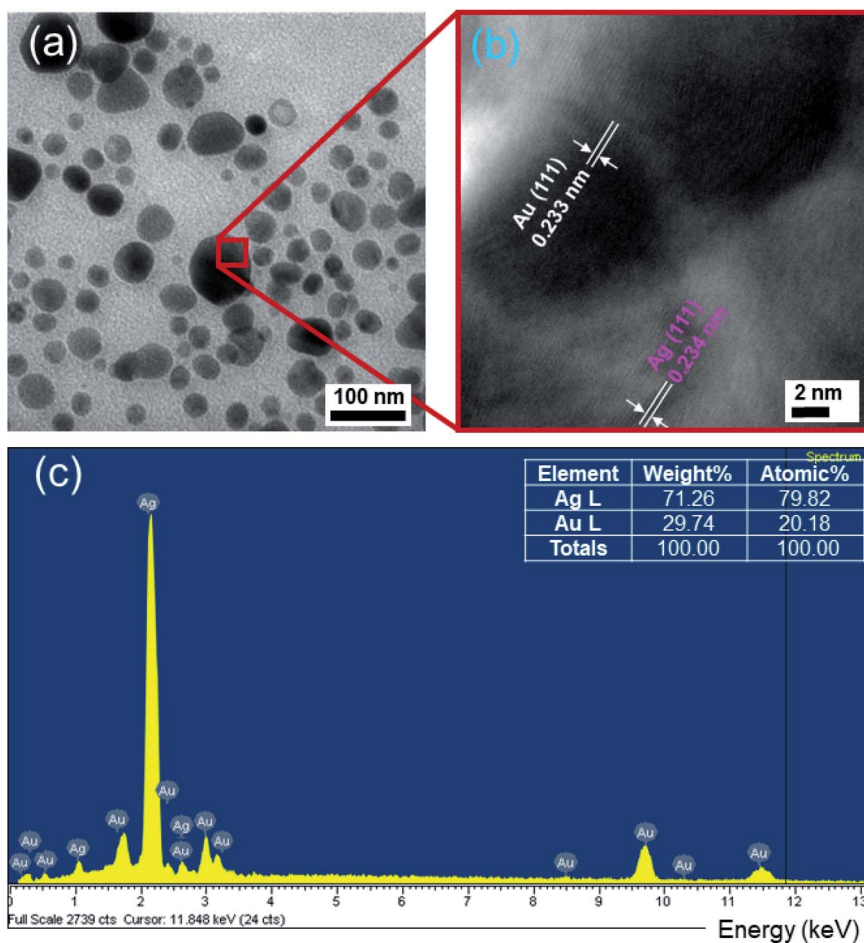 (a)
100 nm
(b)
Au (111)
0.233 nm
Ag (111)
0.234 nm
2 nm
(c)
Spectrum
Element Weight% Atomic%
Ag L 71.26 79.82
Au L 29.74 20.18
Totals 100.00 100.00
Ag
Au
Au
Au
Au
Ag
Au
Au
Ag
Au
Au
Au
Au
Au
Au
Au
0 1 2 3 4 5 6 7 8 9 10 11 12 13
Full Scale 2739 cts Cursor: 11.848 keV (24 cts)
Energy (keV)